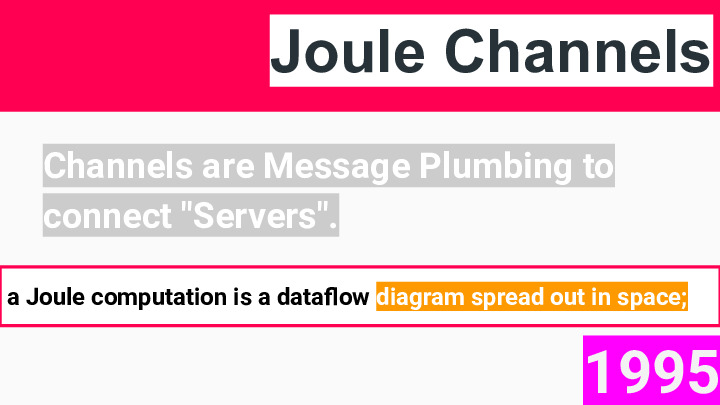 Joule Channels
Channels are Message Plumbing to
connect "Servers".
a Joule computation is a dataflow diagram spread out in space;
1995